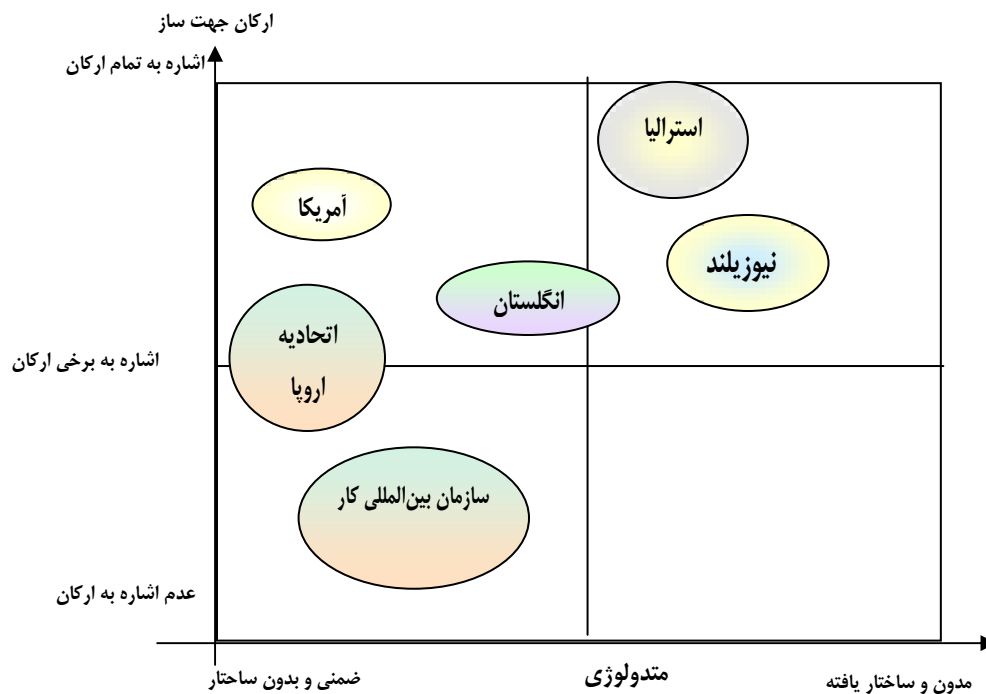 ارکان جهت ساز
اشاره به تمام ارکان
استرالیا
آمریکا
نیوزیلند
انگلستان
اتحادیه
اروپا
اشاره به برخی ارکان
سازمان بین‌المللی کار
عدم اشاره به ارکان
متدولوژی
مدون و ساختار یافته
ضمنی و بدون ساحتار